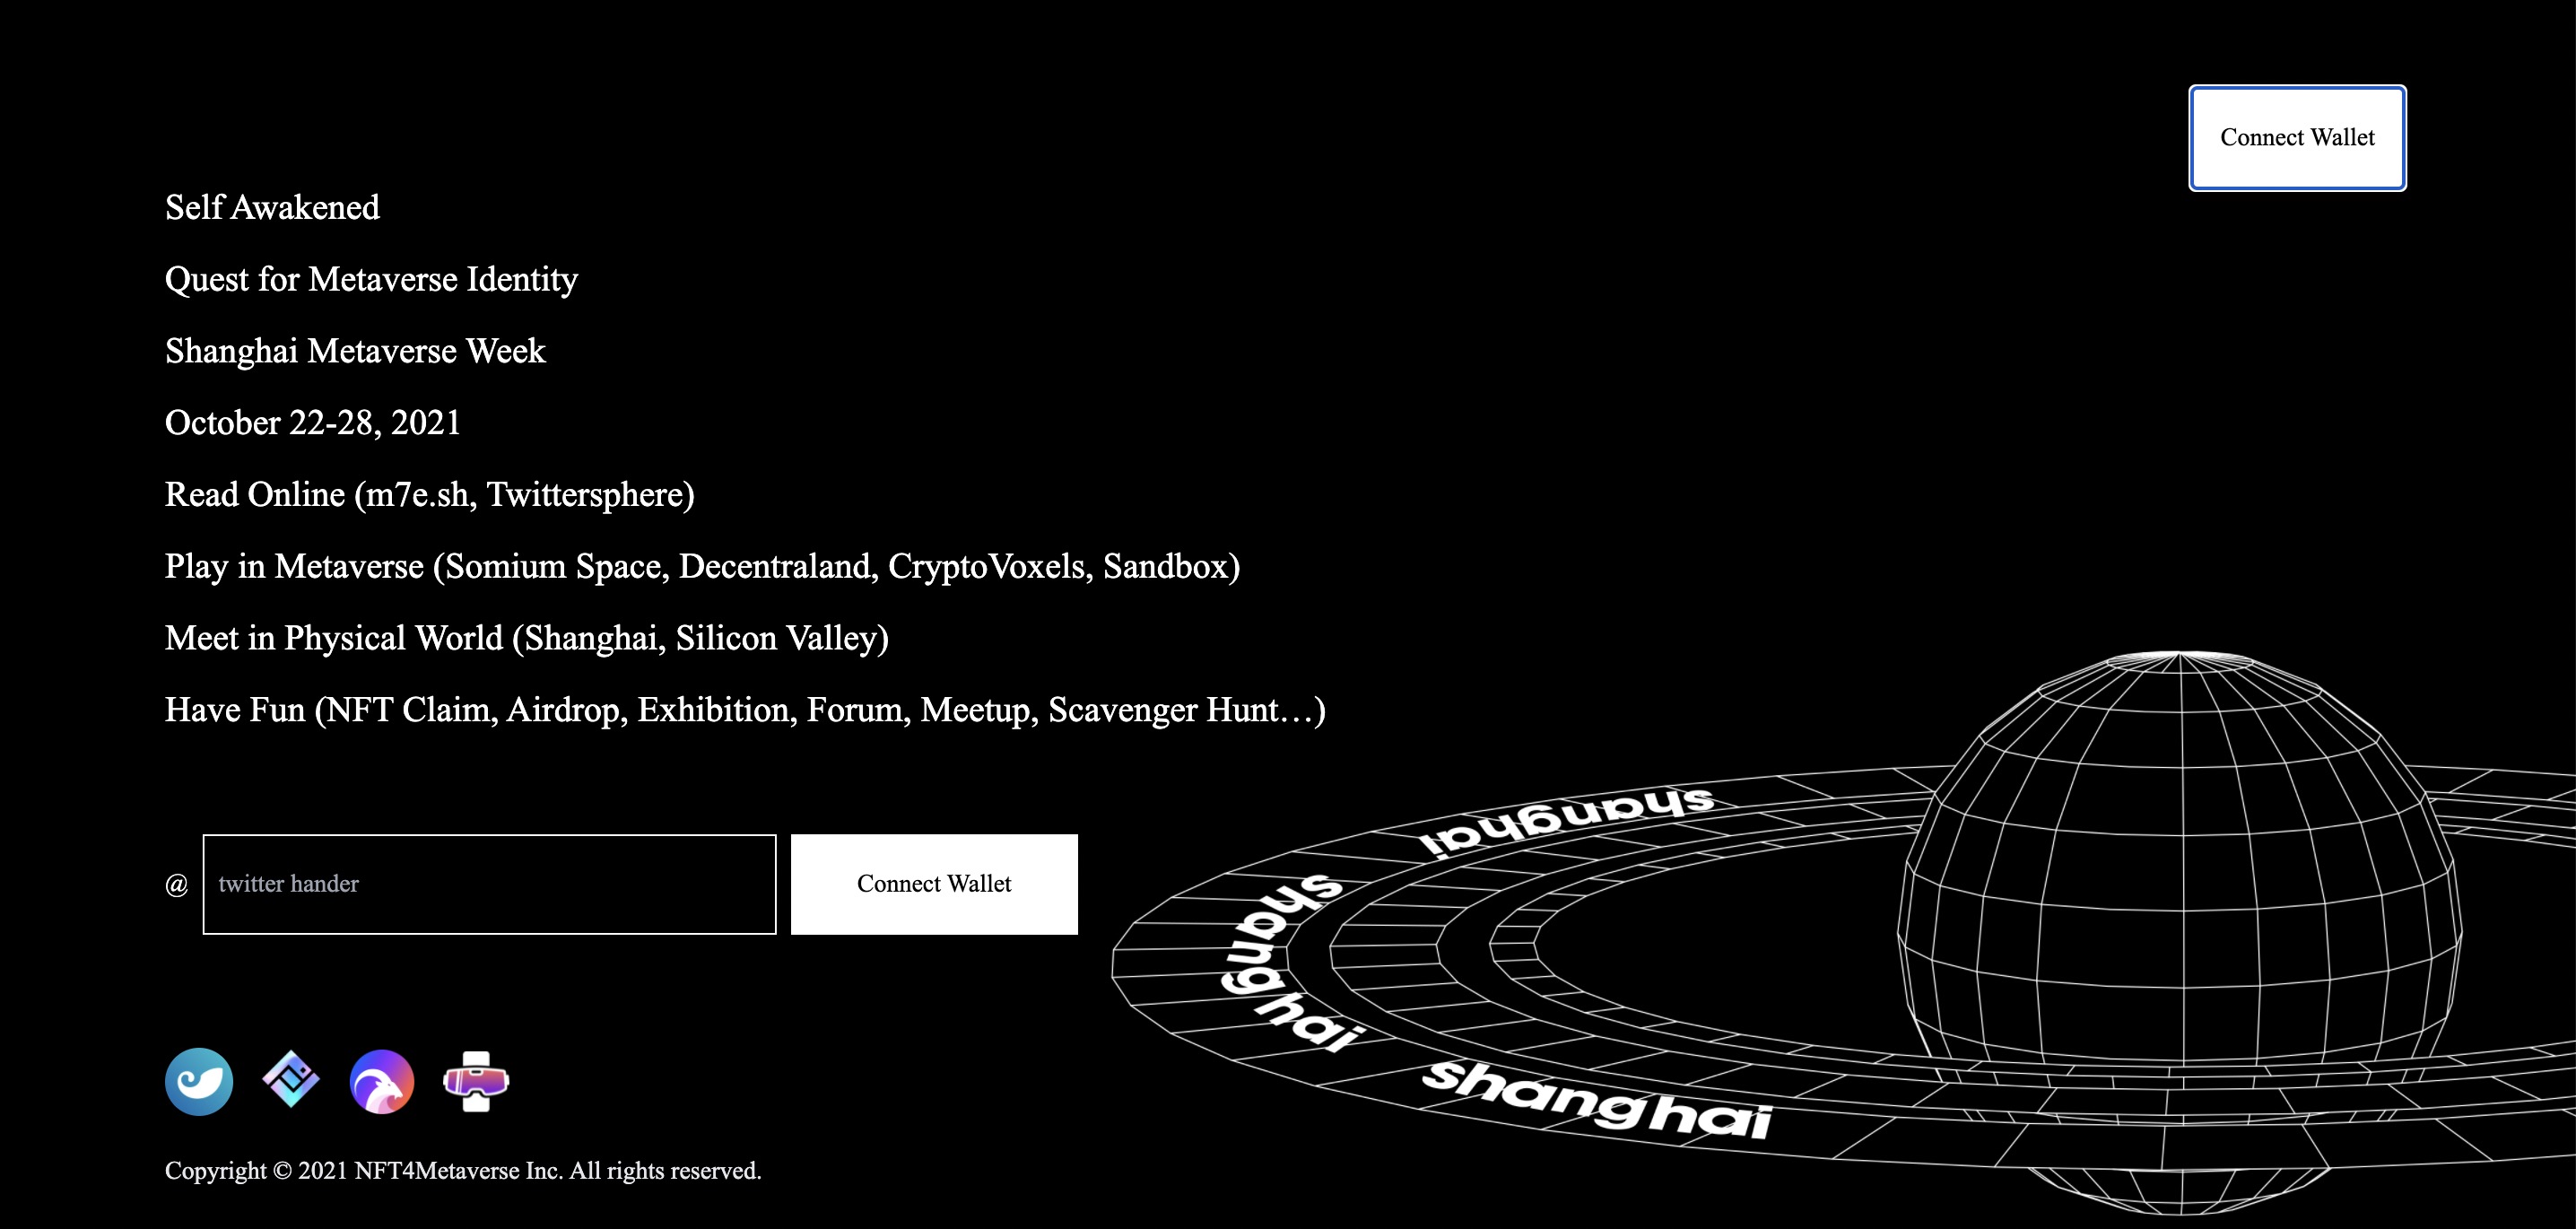 Connect Wallet
Self Awakened
Quest for Metaverse Identity
Shanghai Metaverse Week
October 22-28, 2021
Read Online (m7e.sh, Twittersphere)
Play in Metaverse (Somium Space, Decentraland, CryptoVoxels, Sandbox)
Meet in Physical World (Shanghai, Silicon Valley)
Have Fun (NFT Claim, Airdrop, Exhibition, Forum, Meetup, Scavenger Hunt…)
@ twitter hander Connect Wallet
shanghai
shanghai
shanghai
Copyright © 2021 NFT4Metaverse Inc. All rights reserved.